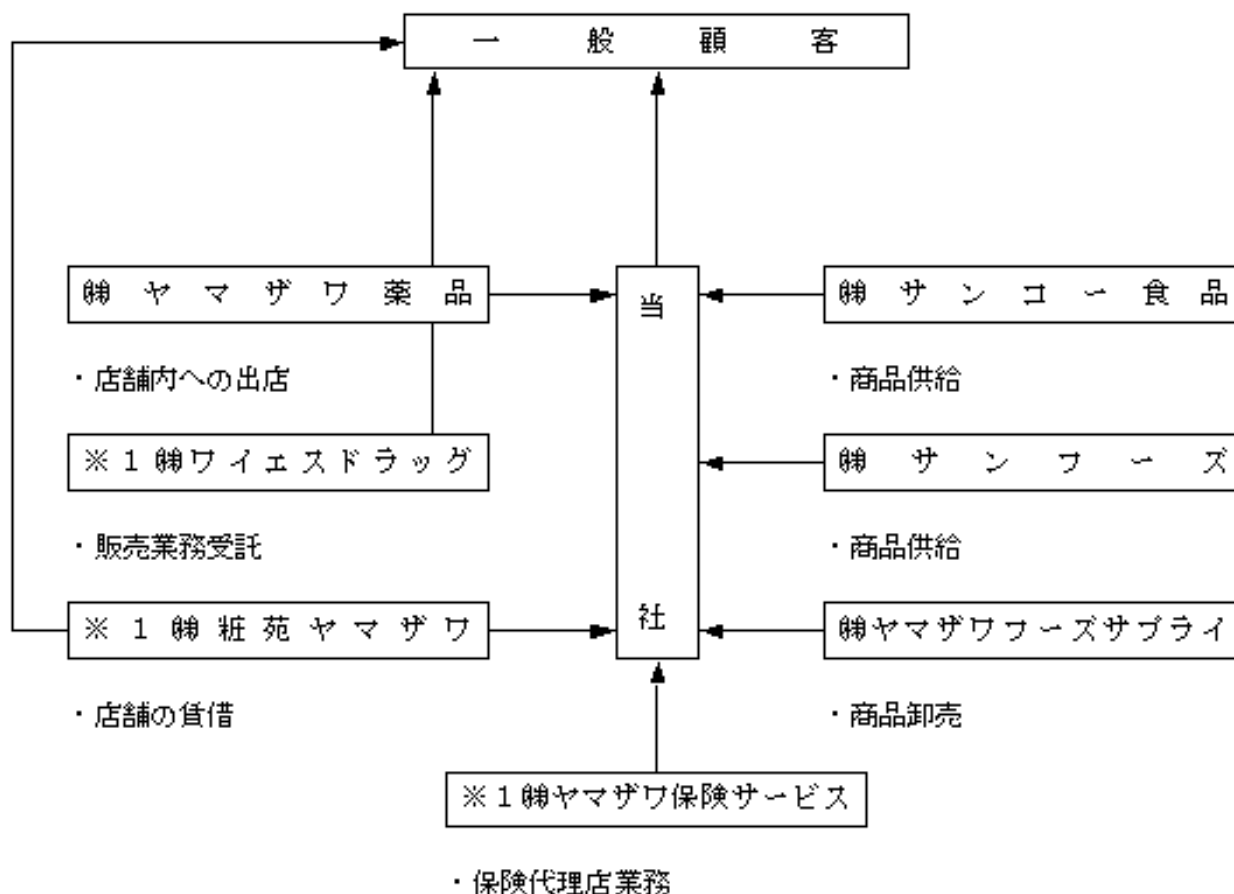 一般顧客
㈱ヤマザワ薬品
当社
㈱サンコー食品
・店舗内への出店
・商品供給
※1㈱ワイエスドラッグ
㈱サンフーズ
・販売業務受託
・商品供給
※1㈱粧苑ヤマザワ
㈱ヤマザワフーズサプライ
・店舗の賃借
・商品卸売
※1㈱ヤマザワ保険サービス
・保険代理店業務